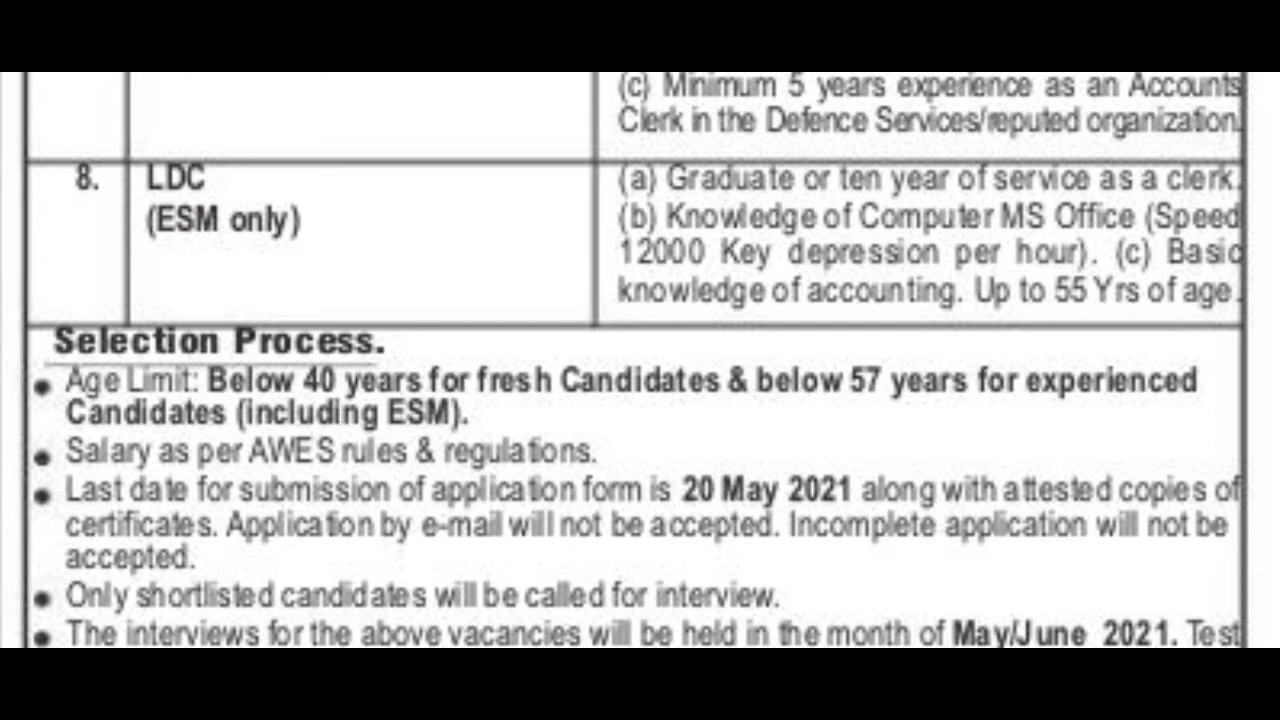 (c) Minimum 5 years experience as an Accounts
Clerk in the Defence Services/reputed organization.
8. LDC (a) Graduate or ten year of service as a clerk.
(ESM only) (b) Knowledge of Computer MS Office (Speed
12000 Key depression per hour). (c) Basic
knowledge of accounting. Up to 55 Yrs of age.
Selection Process.
● Age Limit: Below 40 years for fresh Candidates & below 57 years for experienced
Candidates (including ESM).
● Salary as per AWES rules & regulations.
● Last date for submission of application form is 20 May 2021 along with attested copies of
certificates. Application by e-mail will not be accepted. Incomplete application will not be
accepted.
● Only shortlisted candidates will be called for interview.
● The interviews for the above vacancies will be held in the month of May/June 2021. Test